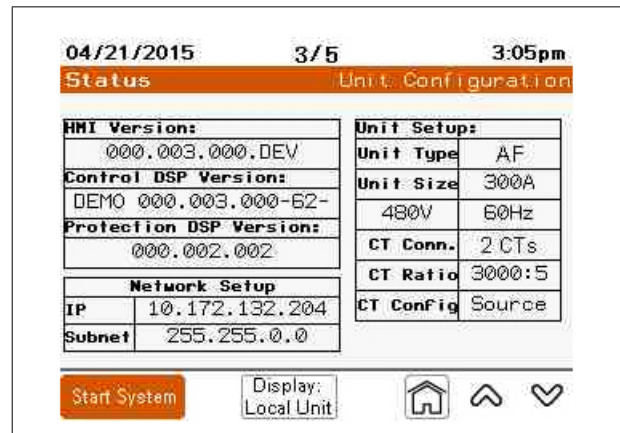 04/21/2015 3/5 3:05pm
Status Unit Configuration
HMI Version:
000.003.000.DEV
Control DSP Version:
DEMO 000.003.000-62-
Protection DSP Version:
000.002.002
Network Setup
IP 10.172.132.204
Subnet 255.255.0.0
Unit Setup:
Unit Type AF
Unit Size 300A
480V 60Hz
CT Conn. 2 CTs
CT Ratio 3000:5
CT Config Source
Start System
Display:
Local Unit